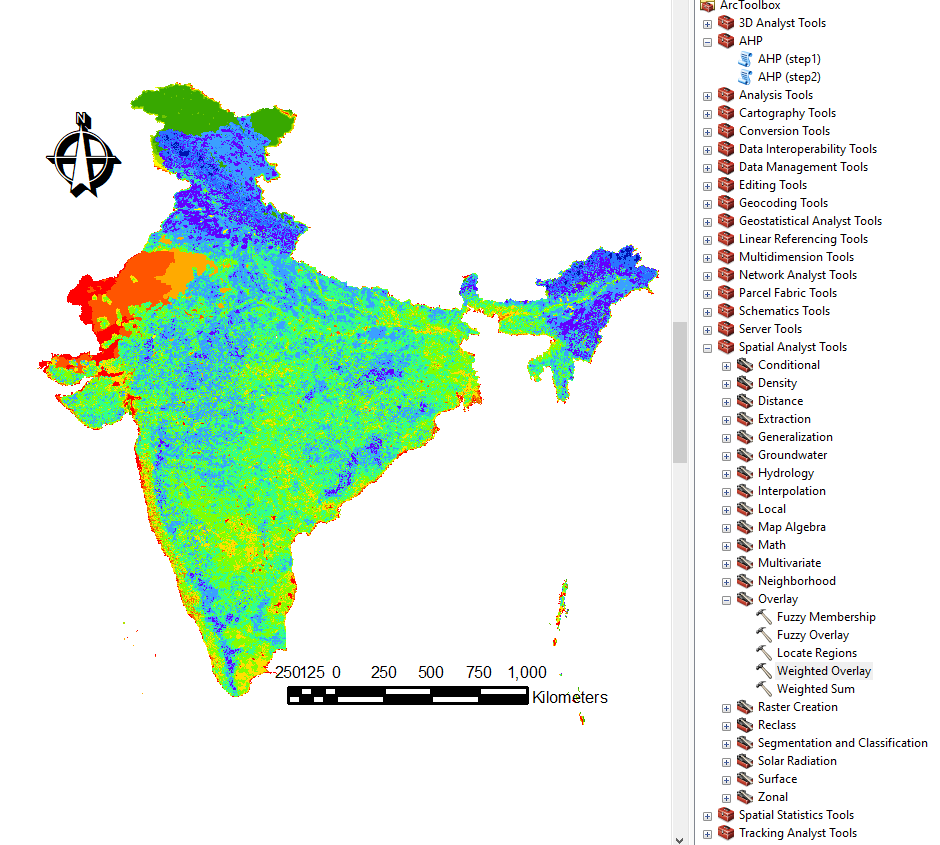 N
250125 0 250 500 750 1,000
Kilometers
ArcToolbox
3D Analyst Tools
AHP
AHP (step1)
AHP (step2)
Analysis Tools
Cartography Tools
Conversion Tools
Data Interoperability Tools
Data Management Tools
Editing Tools
Geocoding Tools
Geostatistical Analyst Tools
Linear Referencing Tools
Multidimension Tools
Network Analyst Tools
Parcel Fabric Tools
Schematics Tools
Server Tools
Spatial Analyst Tools
Conditional
Density
Distance
Extraction
Generalization
Groundwater
Hydrology
Interpolation
Local
Map Algebra
Math
Multivariate
Neighborhood
Overlay
Fuzzy Membership
Fuzzy Overlay
Locate Regions
Weighted Overlay
Weighted Sum
Raster Creation
Reclass
Segmentation and Classification
Solar Radiation
Surface
Zonal
Spatial Statistics Tools
Tracking Analyst Tools